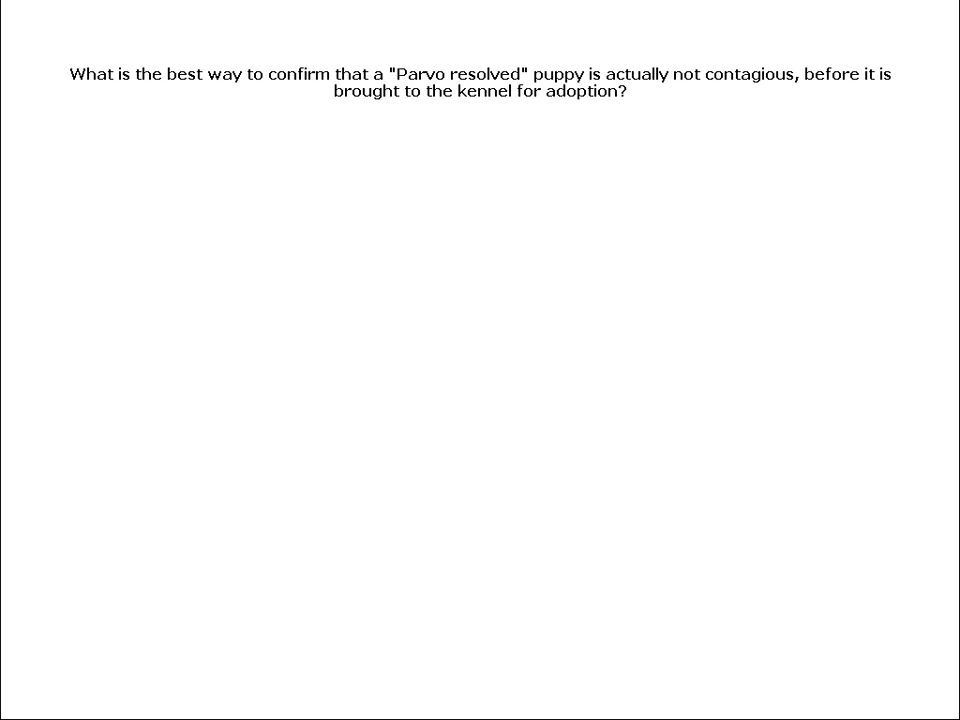 What is the best way to confirm that a "Parvo resolved" puppy is actually not contagious, before it is
brought to the kennel for adoption?